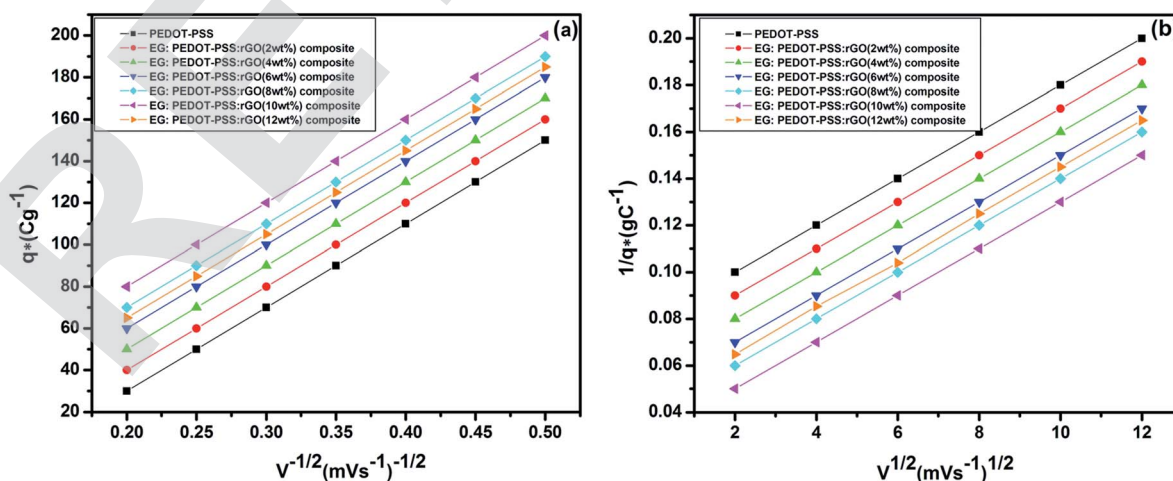 (a)
PEDOT-PSS
EG: PEDOT-PSS:rGO(2wt%) composite
EG: PEDOT-PSS:rGO(4wt%) composite
EG: PEDOT-PSS:rGO(6wt%) composite
EG: PEDOT-PSS:rGO(8wt%) composite
EG: PEDOT-PSS:rGO(10wt%) composite
EG: PEDOT-PSS:rGO(12wt%) composite
q*(Cg⁻¹)
200
180
160
140
120
100
80
60
40
20
0.20 0.25 0.30 0.35 0.40 0.45 0.50
V⁻¹/²(mVs⁻¹)⁻¹/²
(b)
PEDOT-PSS
EG: PEDOT-PSS:rGO(2wt%) composite
EG: PEDOT-PSS:rGO(4wt%) composite
EG: PEDOT-PSS:rGO(6wt%) composite
EG: PEDOT-PSS:rGO(8wt%) composite
EG: PEDOT-PSS:rGO(10wt%) composite
EG: PEDOT-PSS:rGO(12wt%) composite
1/q*(gC⁻¹)
0.20
0.18
0.16
0.14
0.12
0.10
0.08
0.06
0.04
2 4 6 8 10 12
V¹/²(mVs⁻¹)¹/²